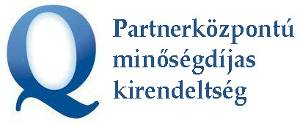 Q
Partnerközpontú
minőségdíjas
kirendeltség